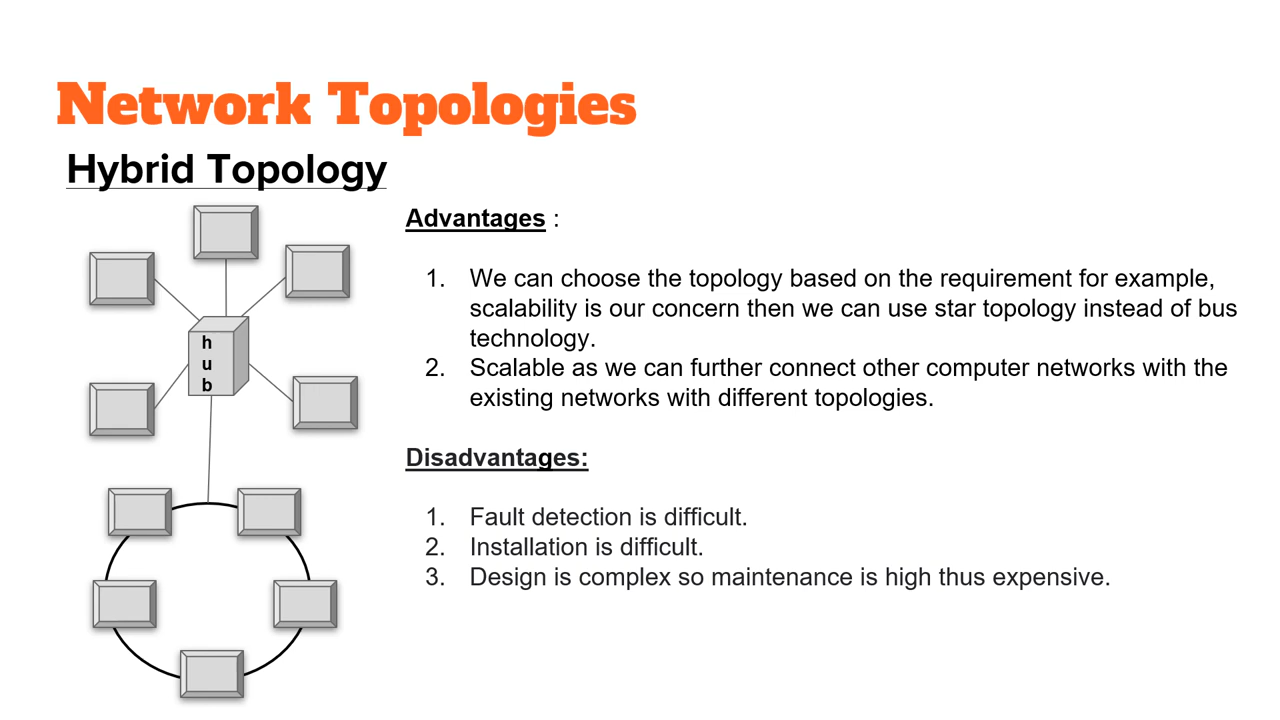 Network Topologies
Hybrid Topology
Advantages :
1. We can choose the topology based on the requirement for example,
scalability is our concern then we can use star topology instead of bus
technology.
2. Scalable as we can further connect other computer networks with the
existing networks with different topologies.
Disadvantages:
1. Fault detection is difficult.
2. Installation is difficult.
3. Design is complex so maintenance is high thus expensive.
h
u
b